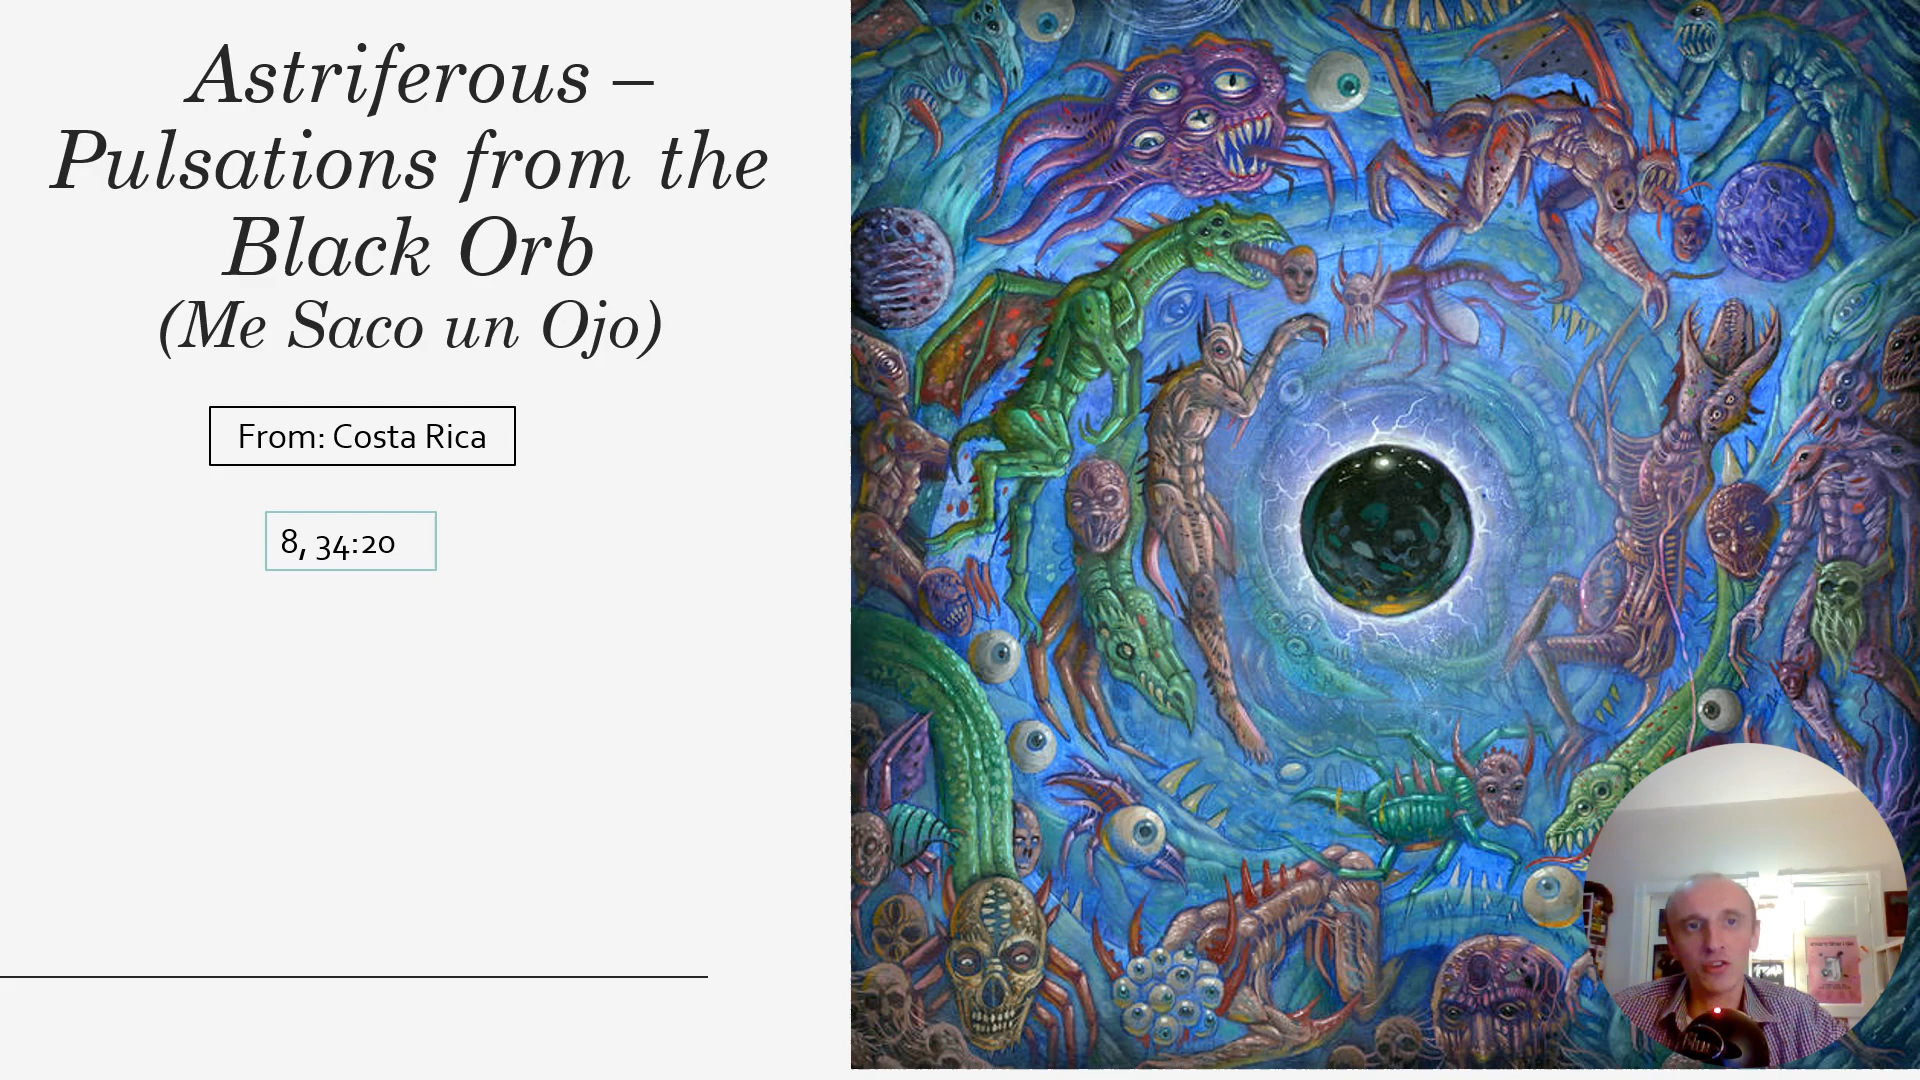 Astriferous –
Pulsations from the
Black Orb
(Me Saco un Ojo)
From: Costa Rica
8, 34:20